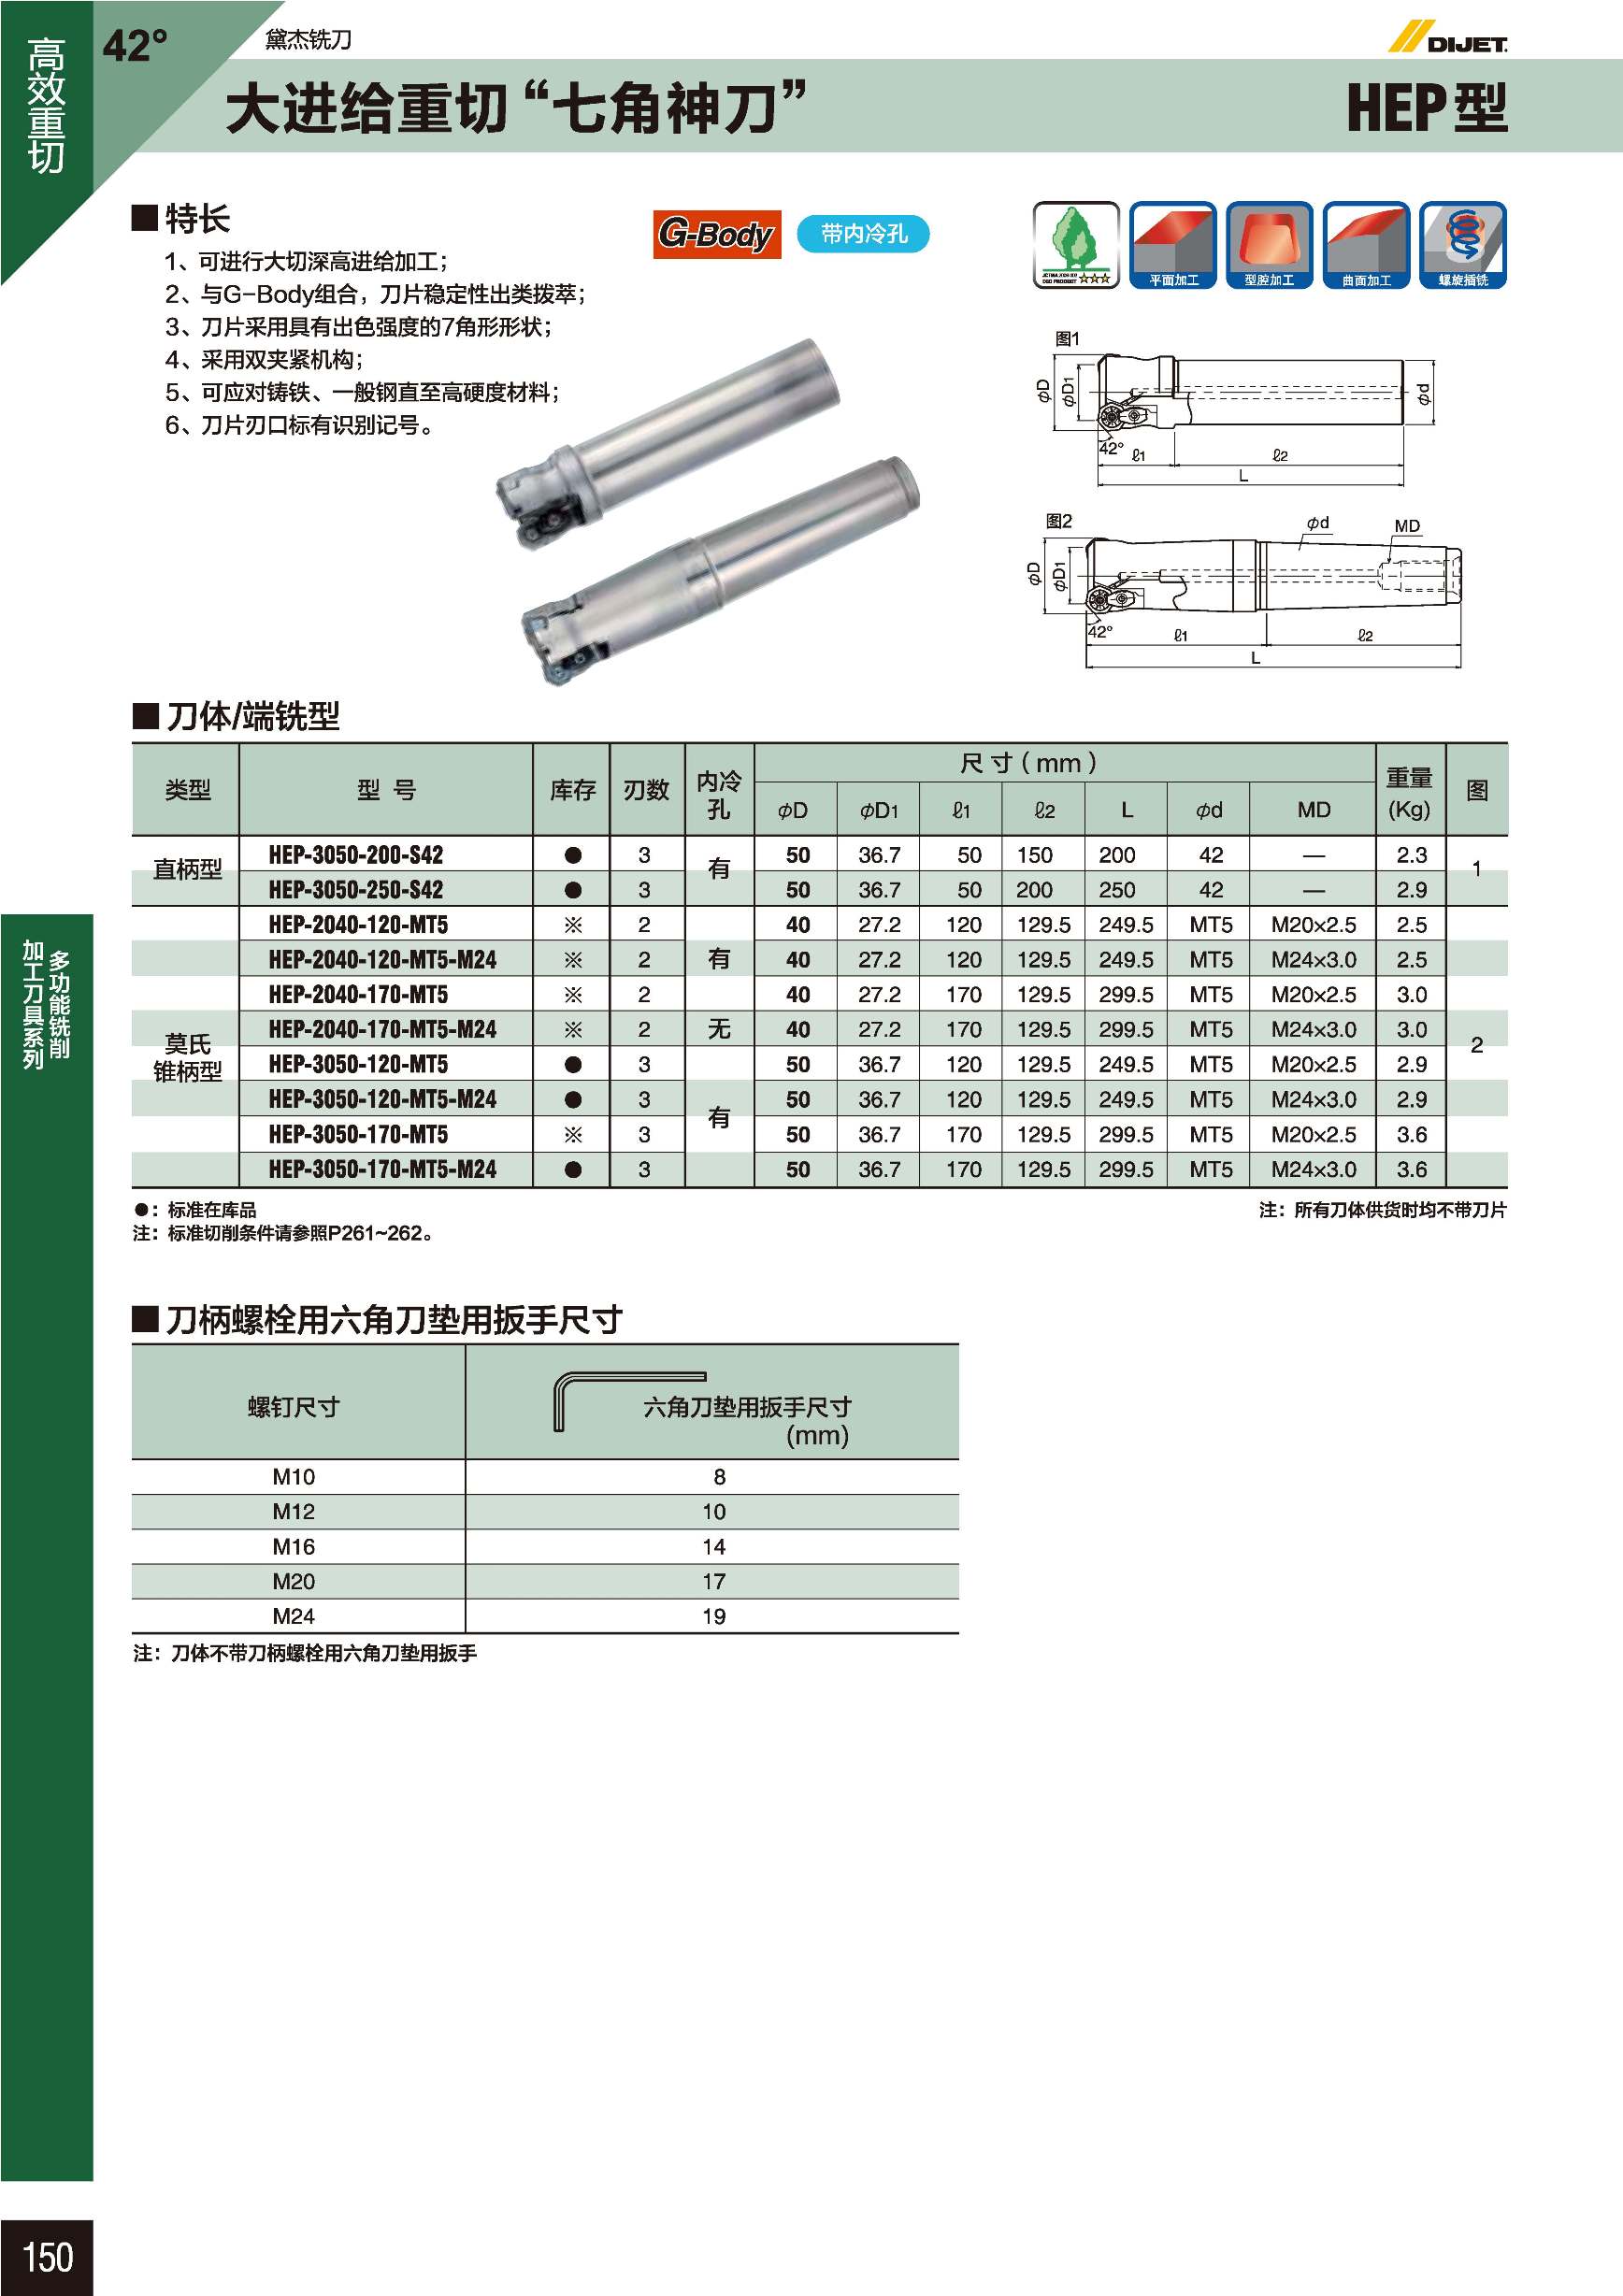 高效重切
42°
黛杰铣刀
DIJET
大进给重切“七角神刀”
HEP型
■特长
1、可进行大切深高进给加工；
2、与G-Body组合，刀片稳定性出类拨萃；
3、刀片采用具有出色强度的7角形形状；
4、采用双夹紧机构；
5、可应对铸铁、一般钢直至高硬度材料；
6、刀片刃口标有识别记号。
G-Body
带内冷孔
平面加工
型腔加工
曲面加工
螺旋插铣
图1
φD
φD1
φd
42°
ℓ1
ℓ2
L
图2
φd
MD
φD
φD1
42°
ℓ1
ℓ2
L
■刀体/端铣型
类型 型 号 库存 刃数 内冷孔 尺寸（mm） 重量(Kg) 图
φD φD1 ℓ1 ℓ2 L φd MD
直柄型 HEP-3050-200-S42 ● 3 有 50 36.7 50 150 200 42 — 2.3 1
HEP-3050-250-S42 ● 3 50 36.7 50 200 250 42 — 2.9
莫氏锥柄型 HEP-2040-120-MT5 ※ 2 有 40 27.2 120 129.5 249.5 MT5 M20×2.5 2.5 2
HEP-2040-120-MT5-M24 ※ 2 40 27.2 120 129.5 249.5 MT5 M24×3.0 2.5
HEP-2040-170-MT5 ※ 2 40 27.2 170 129.5 299.5 MT5 M20×2.5 3.0
HEP-2040-170-MT5-M24 ※ 2 无 40 27.2 170 129.5 299.5 MT5 M24×3.0 3.0
HEP-3050-120-MT5 ● 3 有 50 36.7 120 129.5 249.5 MT5 M20×2.5 2.9
HEP-3050-120-MT5-M24 ● 3 50 36.7 120 129.5 249.5 MT5 M24×3.0 2.9
HEP-3050-170-MT5 ※ 3 50 36.7 170 129.5 299.5 MT5 M20×2.5 3.6
HEP-3050-170-MT5-M24 ● 3 50 36.7 170 129.5 299.5 MT5 M24×3.0 3.6
●：标准在库品
注：所有刀体供货时均不带刀片
注：标准切削条件请参照P261~262。
■刀柄螺栓用六角刀垫用扳手尺寸
螺钉尺寸 六角刀垫用扳手尺寸
(mm)
M10 8
M12 10
M16 14
M20 17
M24 19
注：刀体不带刀柄螺栓用六角刀垫用扳手
多功能铣削
加工刀具系列
150